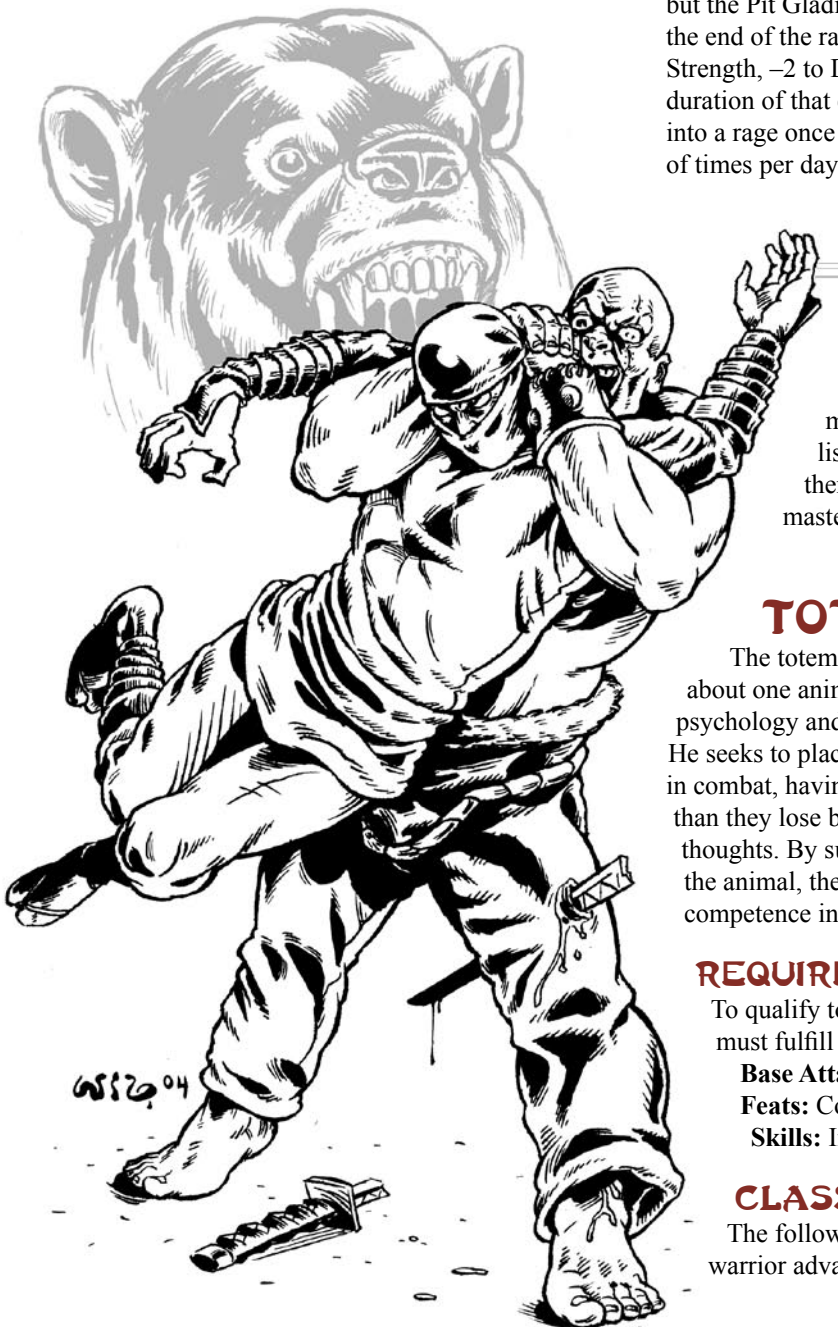 but the Pit Gladi
the end of the ra
Strength, –2 to
duration of that
into a rage once
of times per day
lis
the
maste
TOT
The totem
about one anim
psychology and
He seeks to plac
in combat, havin
than they lose b
thoughts. By su
the animal, the
competence in
REQUIR
To qualify to
must fulfill
Base Atta
Feats: Co
Skills: I
CLASS
The follow
warrior adva
04